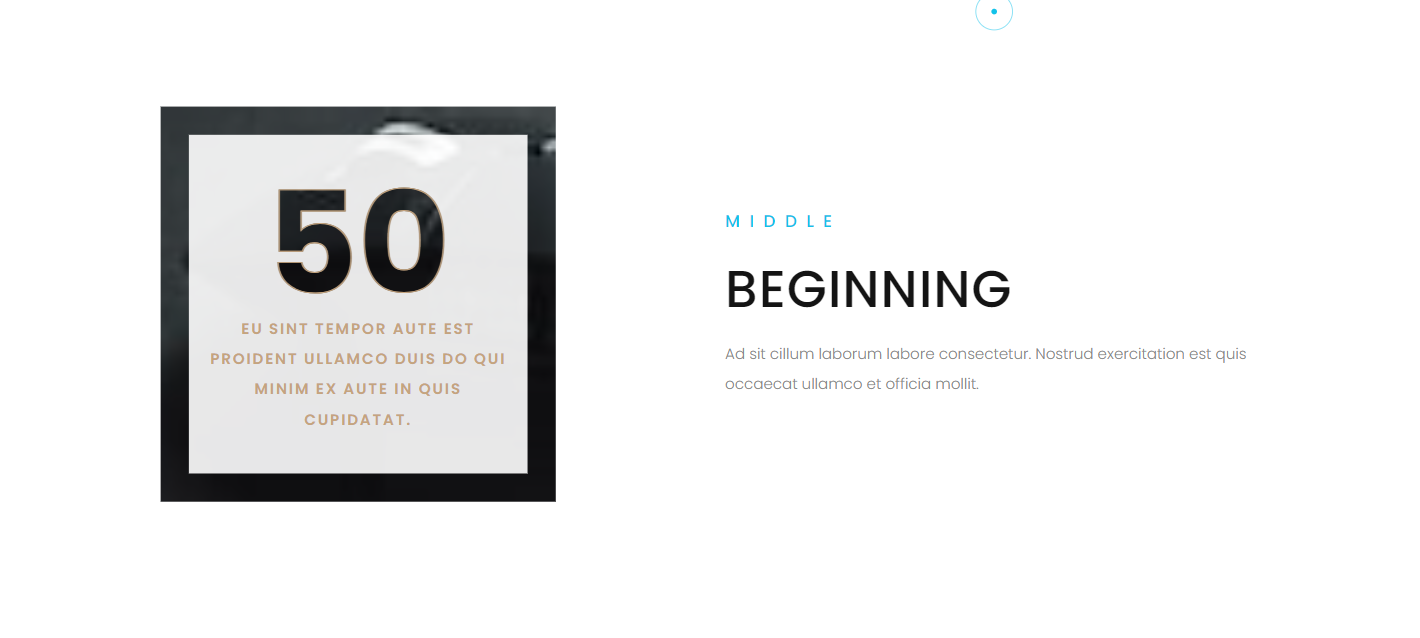 50
EU SINT TEMPOR AUTE EST
PROIDENT ULLAMCO DUIS DO QUI
MINIM EX AUTE IN QUIS
CUPIDATAT.
MIDDLE
BEGINNING
Ad sit cillum laborum labore consectetur. Nostrud exercitation est quis
occaecat ullamco et officia mollit.